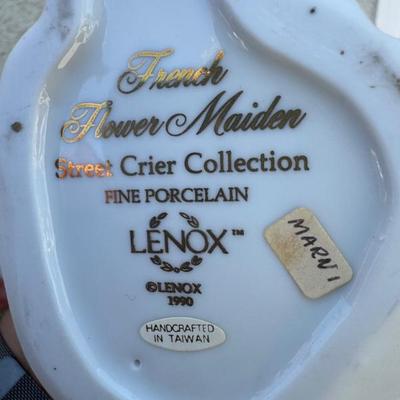 French
Flower Maiden
Street Crier Collection
FINE PORCELAIN
LENOX™
©LENOX
1990
HANDCRAFTED
IN TAIWAN
MARNI